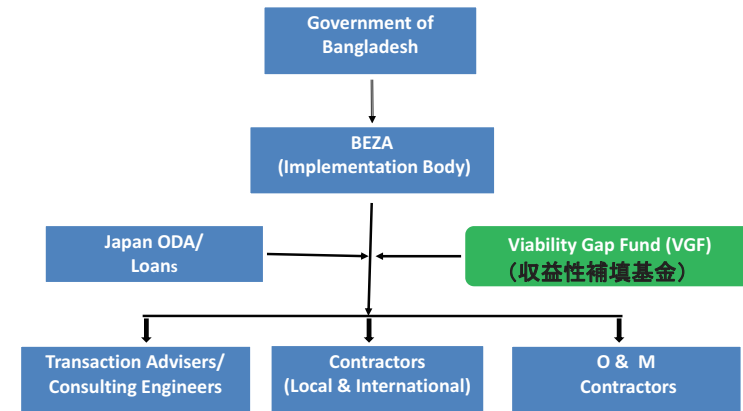 Government of
Bangladesh
BEZA
(Implementation Body)
Japan ODA/
Loans
Viability Gap Fund (VGF)
（収益性補填基金）
Transaction Advisers/
Consulting Engineers
Contractors
(Local & International)
O & M
Contractors